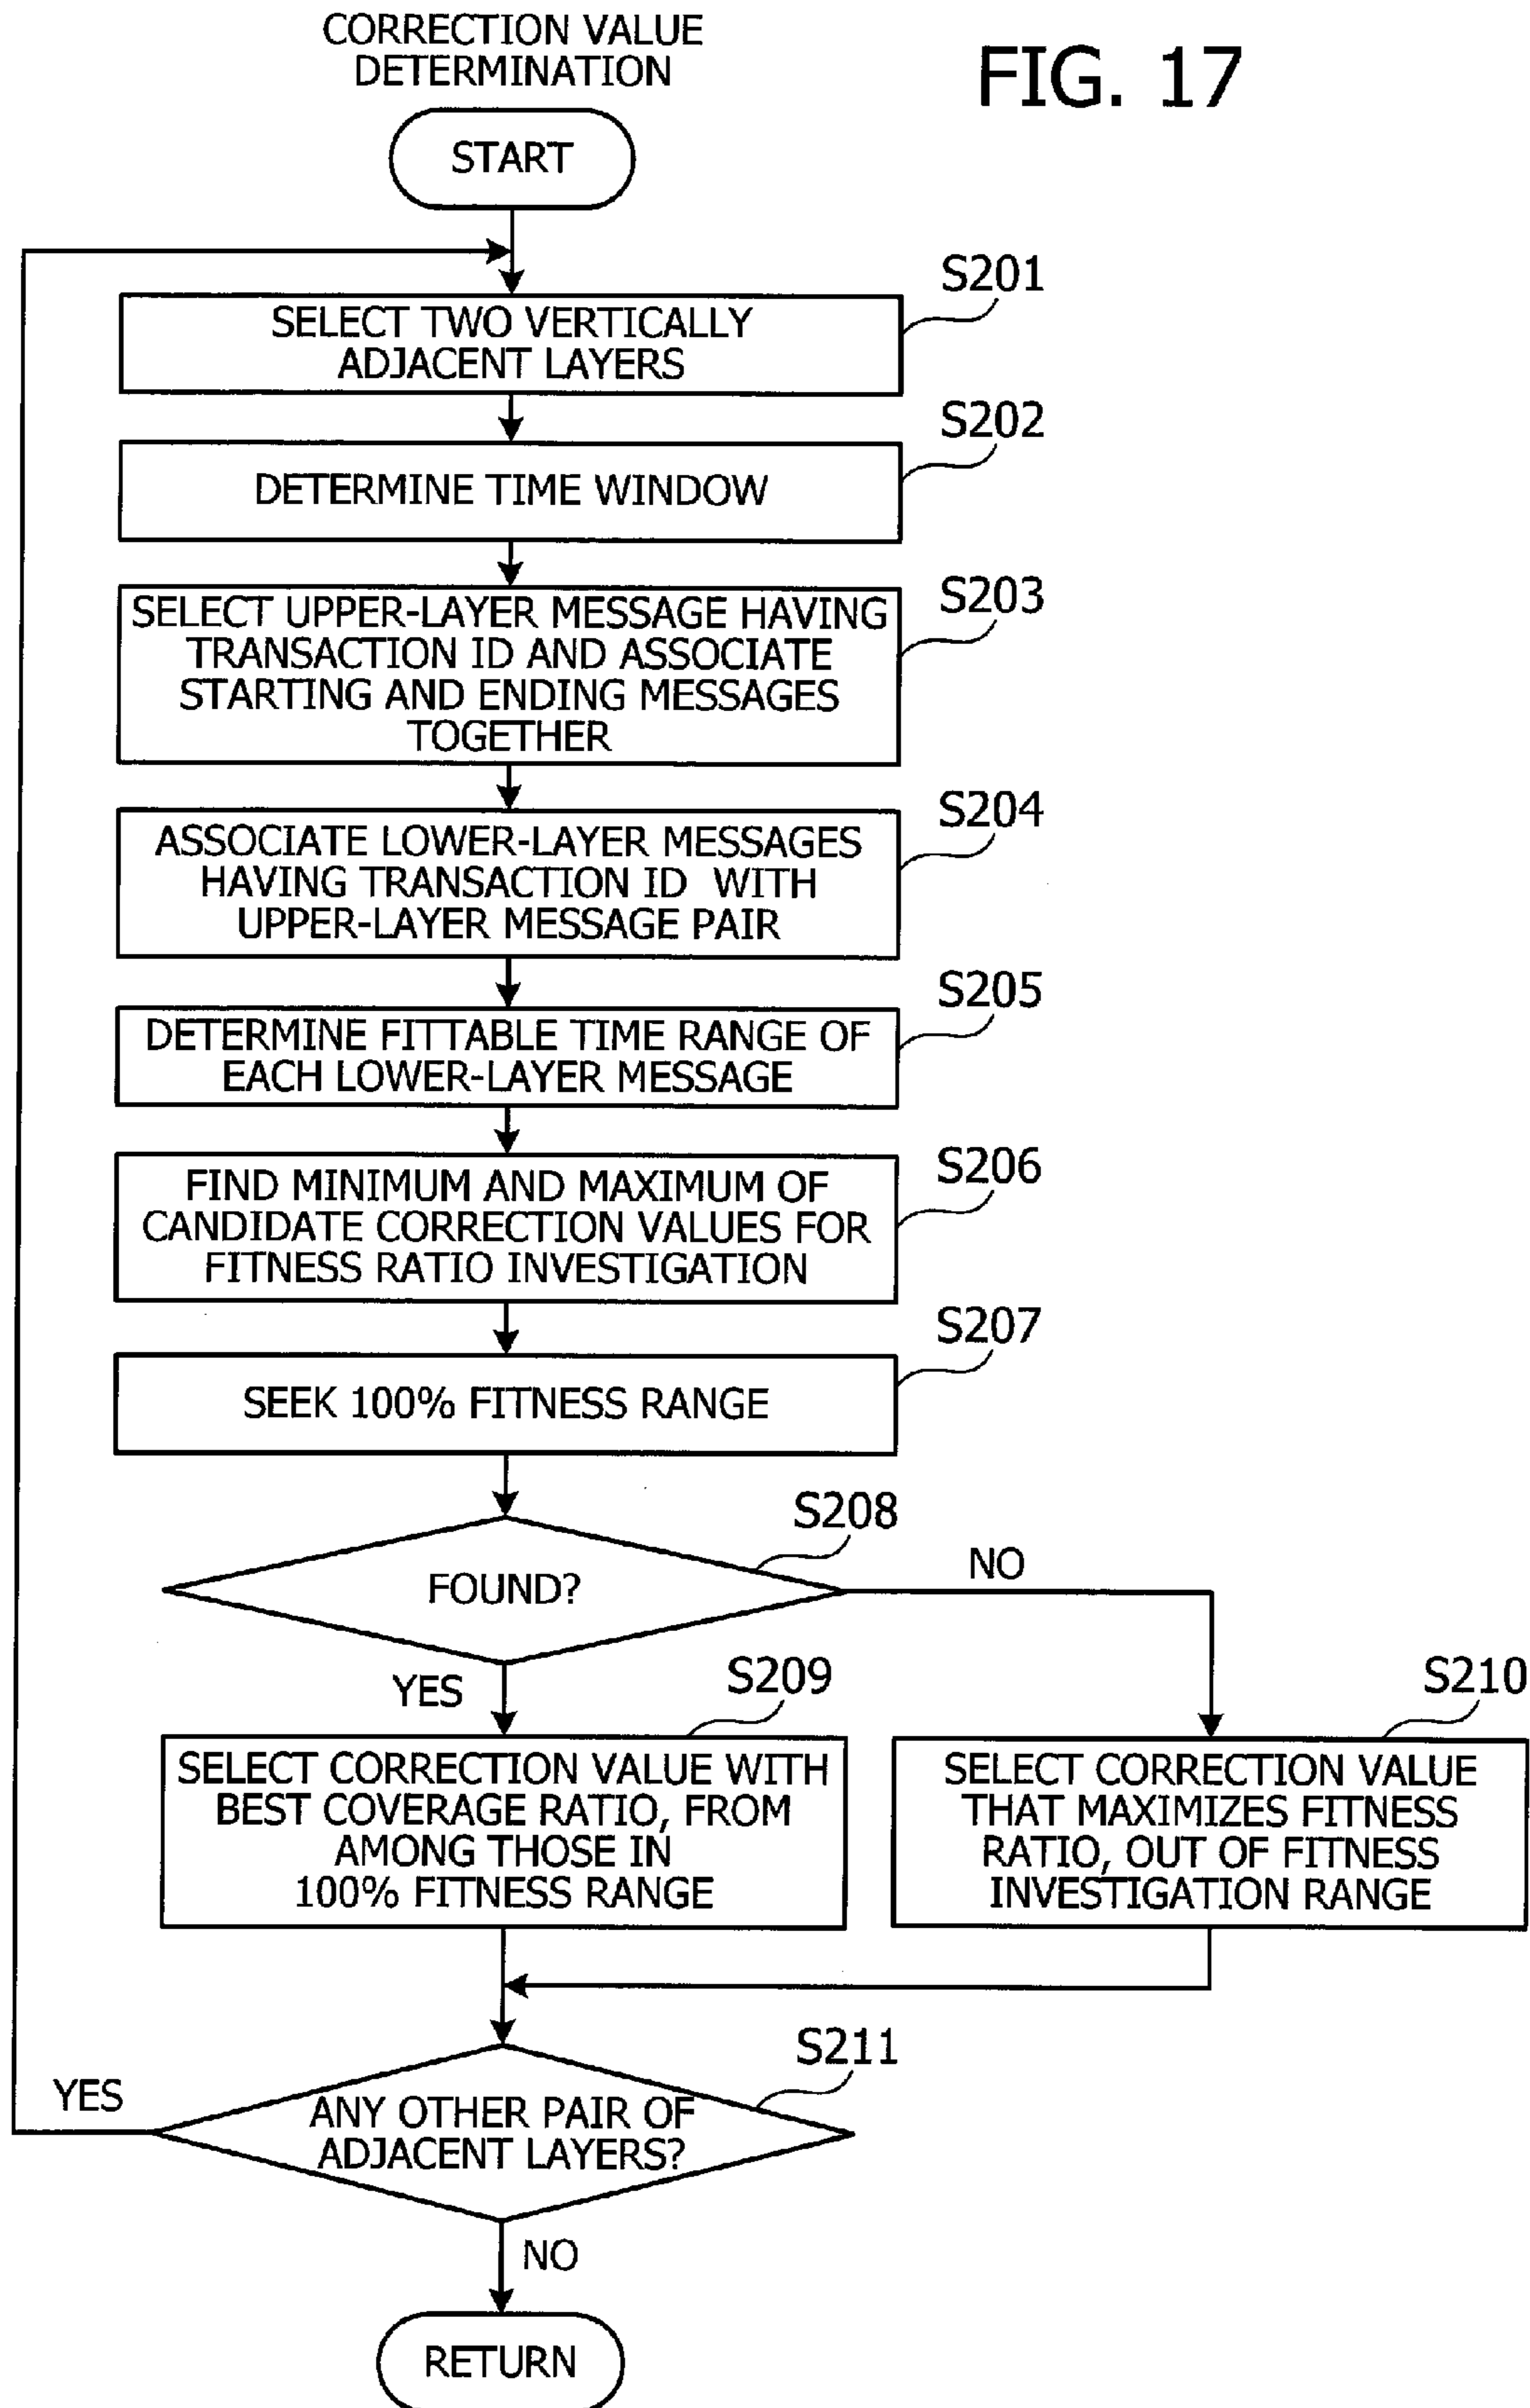 CORRECTION VALUE
DETERMINATION
FIG. 17
START
S201
SELECT TWO VERTICALLY
ADJACENT LAYERS
S202
DETERMINE TIME WINDOW
S203
SELECT UPPER-LAYER MESSAGE HAVING
TRANSACTION ID AND ASSOCIATE
STARTING AND ENDING MESSAGES
TOGETHER
S204
ASSOCIATE LOWER-LAYER MESSAGES
HAVING TRANSACTION ID WITH
UPPER-LAYER MESSAGE PAIR
S205
DETERMINE FITTABLE TIME RANGE OF
EACH LOWER-LAYER MESSAGE
S206
FIND MINIMUM AND MAXIMUM OF
CANDIDATE CORRECTION VALUES FOR
FITNESS RATIO INVESTIGATION
S207
SEEK 100% FITNESS RANGE
S208
FOUND?
NO
YES
S209
SELECT CORRECTION VALUE WITH
BEST COVERAGE RATIO, FROM
AMONG THOSE IN
100% FITNESS RANGE
S210
SELECT CORRECTION VALUE
THAT MAXIMIZES FITNESS
RATIO, OUT OF FITNESS
INVESTIGATION RANGE
S211
YES
ANY OTHER PAIR OF
ADJACENT LAYERS?
NO
RETURN